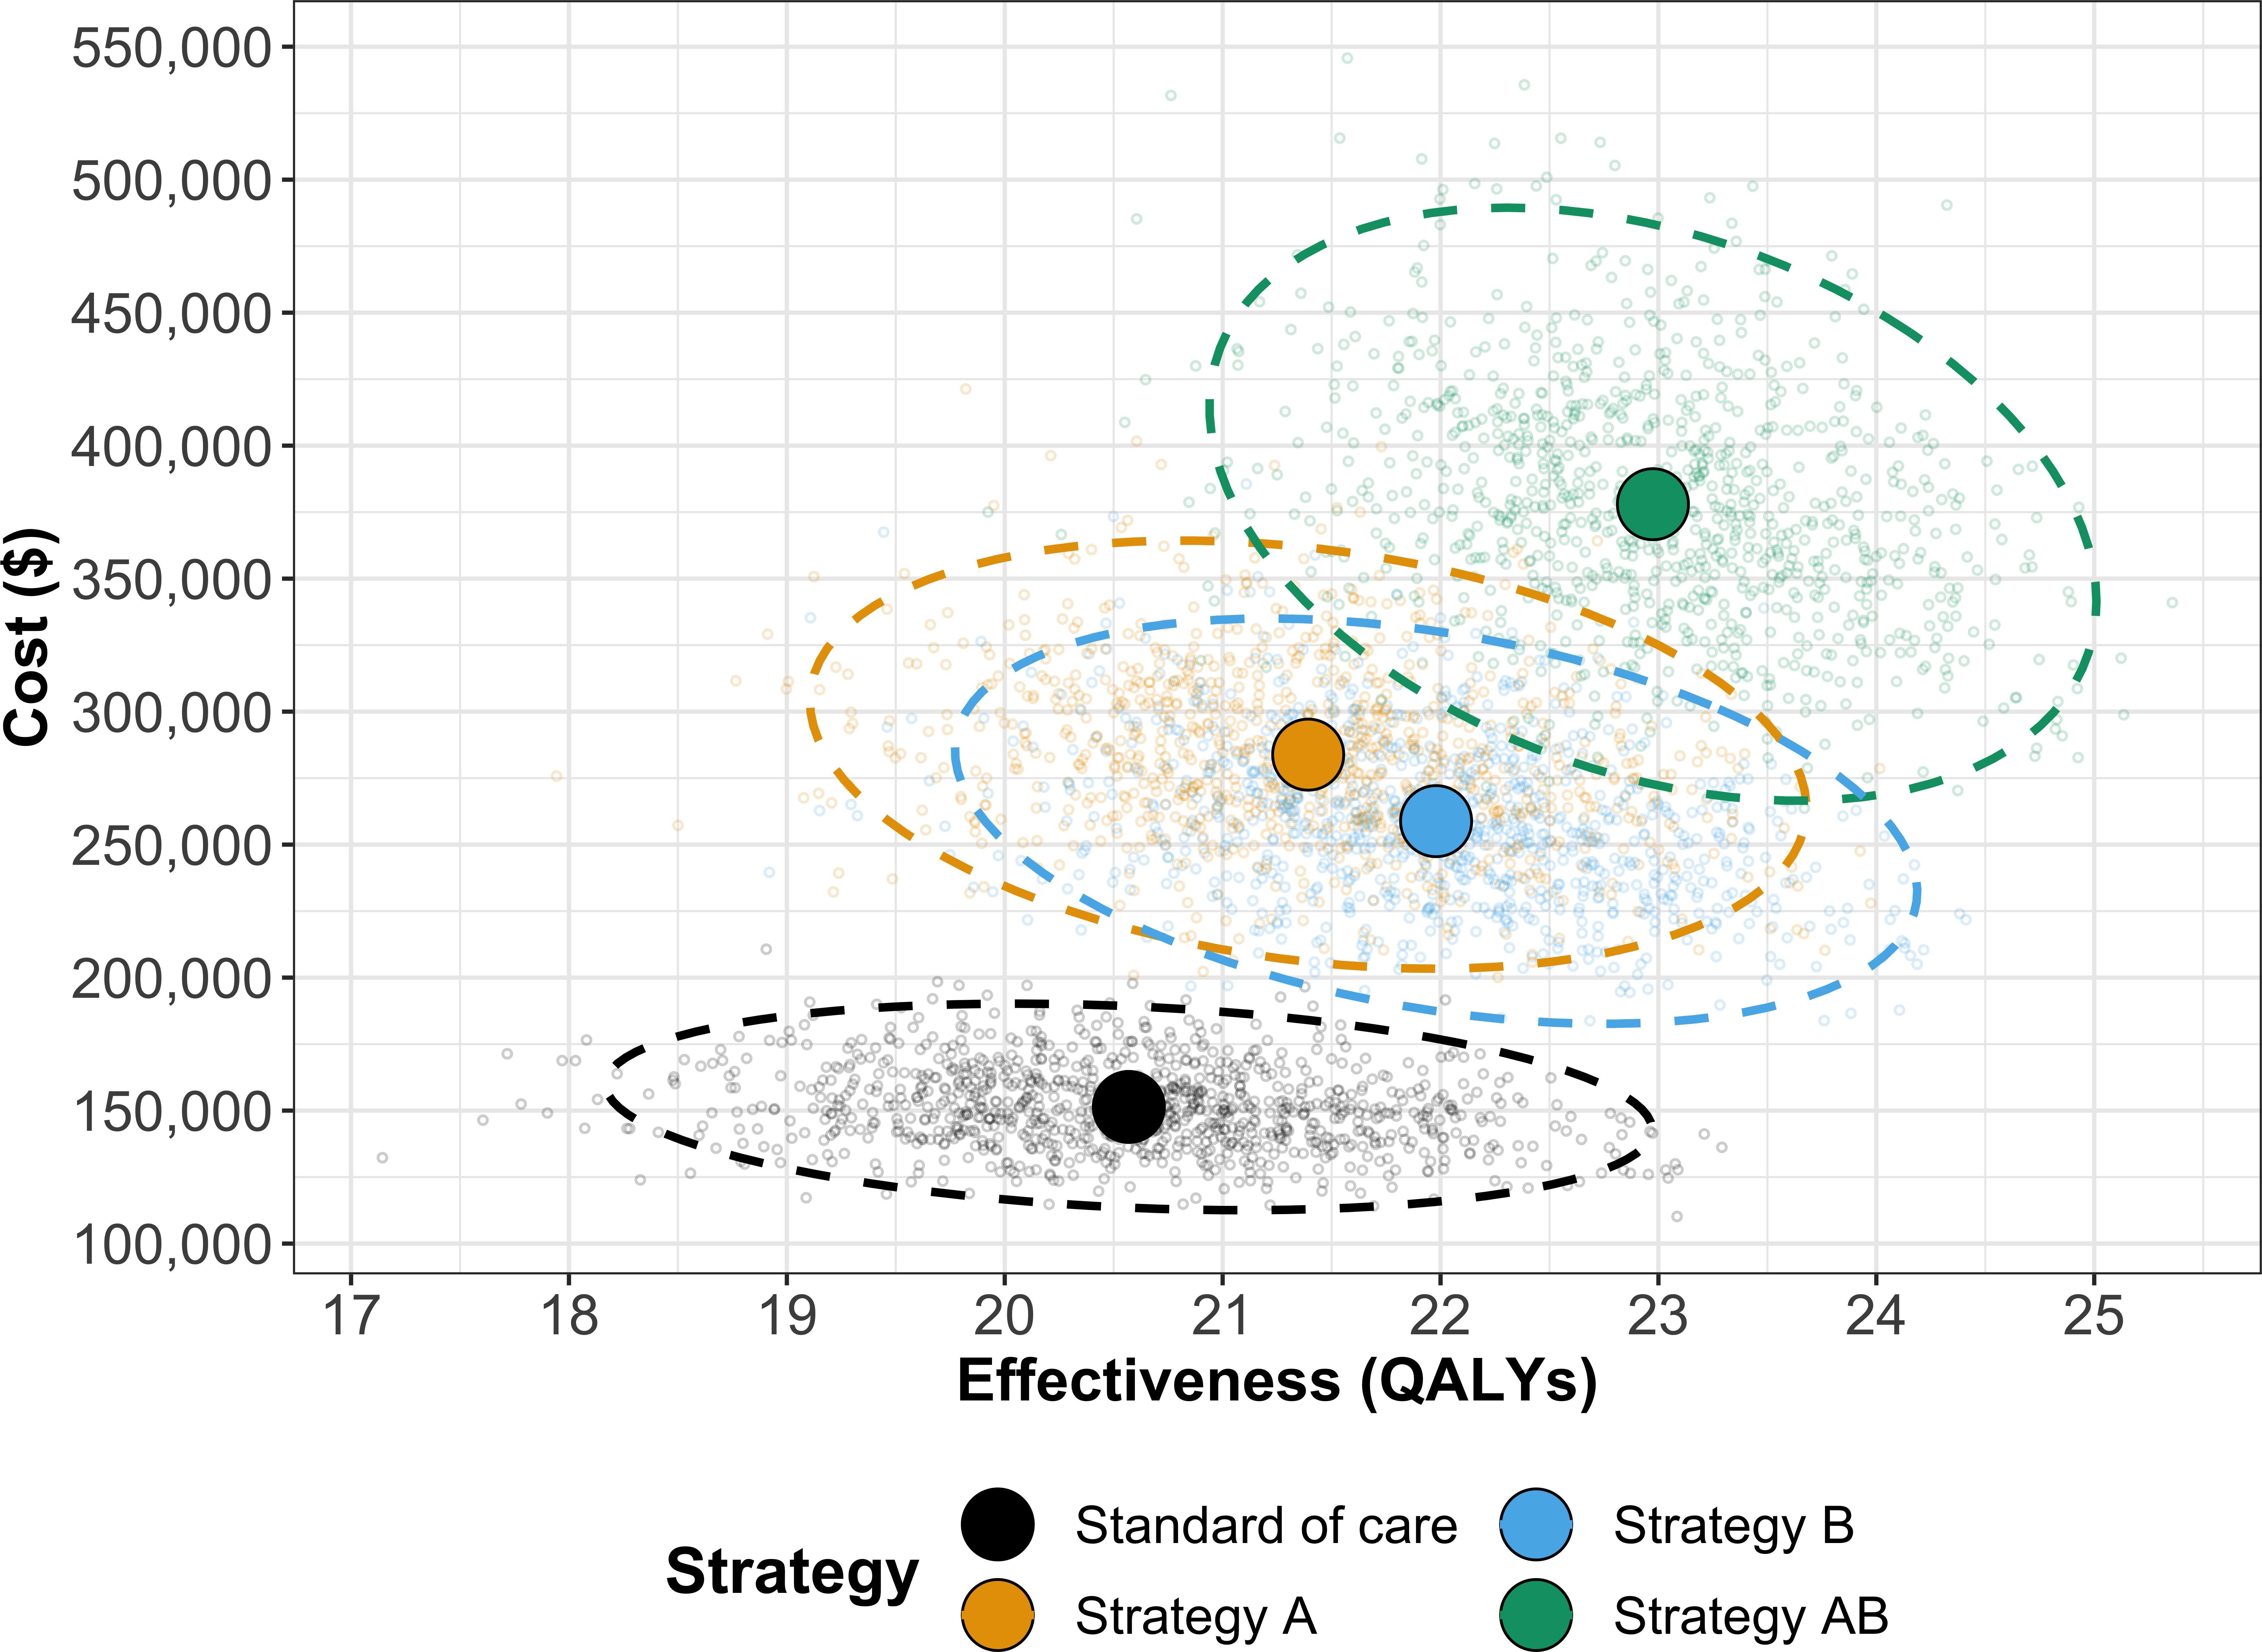 550,000
500,000
450,000
400,000
350,000
300,000
250,000
200,000
150,000
100,000
Cost ($)
17 18 19 20 21 22 23 24 25
Effectiveness (QALYs)
Strategy
Standard of care
Strategy A
Strategy B
Strategy AB